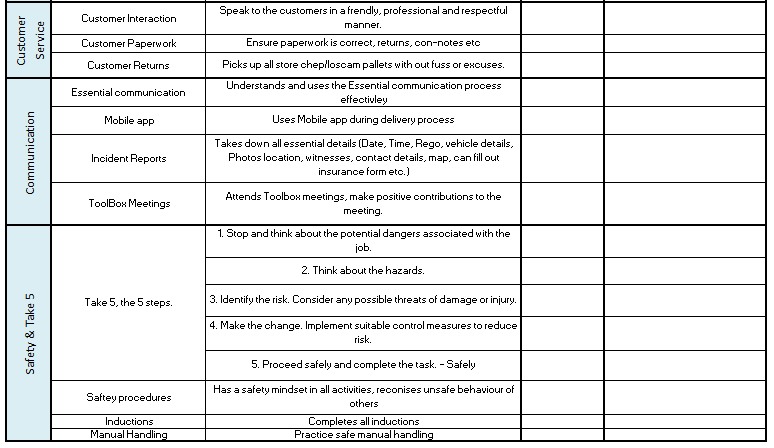 Customer Service
Customer Interaction
Speak to the customers in a frendly, professional and respectful
manner.
Customer Paperwork
Ensure paperwork is correct, returns, con-notes etc
Customer Returns
Picks up all store chep/loscam pallets with out fuss or excuses.
Communication
Essential communication
Understands and uses the Essential communication process
effectivley
Mobile app
Uses Mobile app during delivery process
Incident Reports
Takes down all essential details (Date, Time, Rego, vehicle details,
Photos location, witnesses, contact details, map, can fill out
insurance form etc.)
ToolBox Meetings
Attends Toolbox meetings, make positive contributions to the
meeting.
Safety & Take 5
Take 5, the 5 steps.
1. Stop and think about the potential dangers associated with the
job.
2. Think about the hazards.
3. Identify the risk. Consider any possible threats of damage or injury.
4. Make the change. Implement suitable control measures to reduce
risk.
5. Proceed safely and complete the task. - Safely
Saftey procedures
Has a safety mindset in all activities, reconises unsafe behaviour of
others
Inductions
Completes all inductions
Manual Handling
Practice safe manual handling